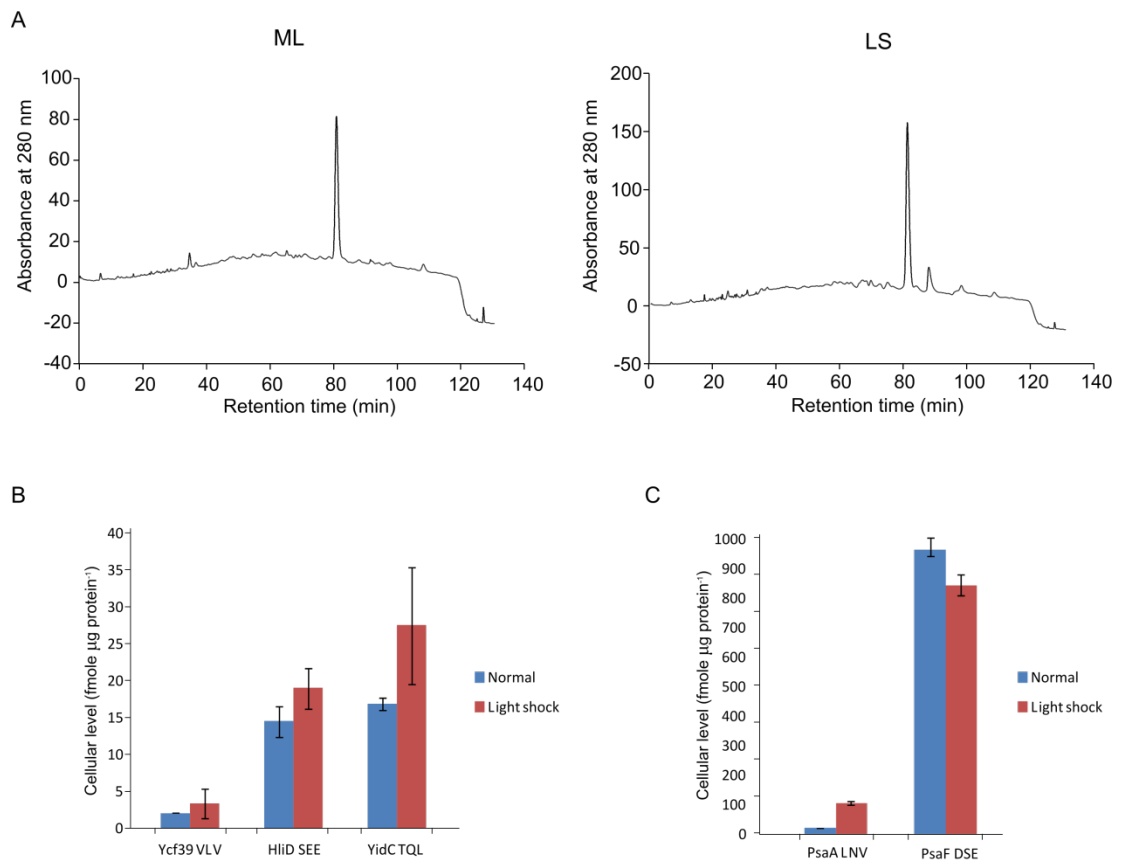 A
ML
LS
Absorbance at 280 nm
100
80
60
40
20
0
-20
-40
0
20
40
60
80
100
120
140
Retention time (min)
Absorbance at 280 nm
200
150
100
50
0
-50
0
20
40
60
80
100
120
140
Retention time (min)
B
Cellular level (fmole µg protein⁻¹)
40
35
30
25
20
15
10
5
0
Ycf39 VLV
HliD SEE
YidC TQL
Normal
Light shock
C
Cellular level (fmole µg protein⁻¹)
1000
900
800
700
600
500
400
300
200
100
0
PsaA LNV
PsaF DSE
Normal
Light shock